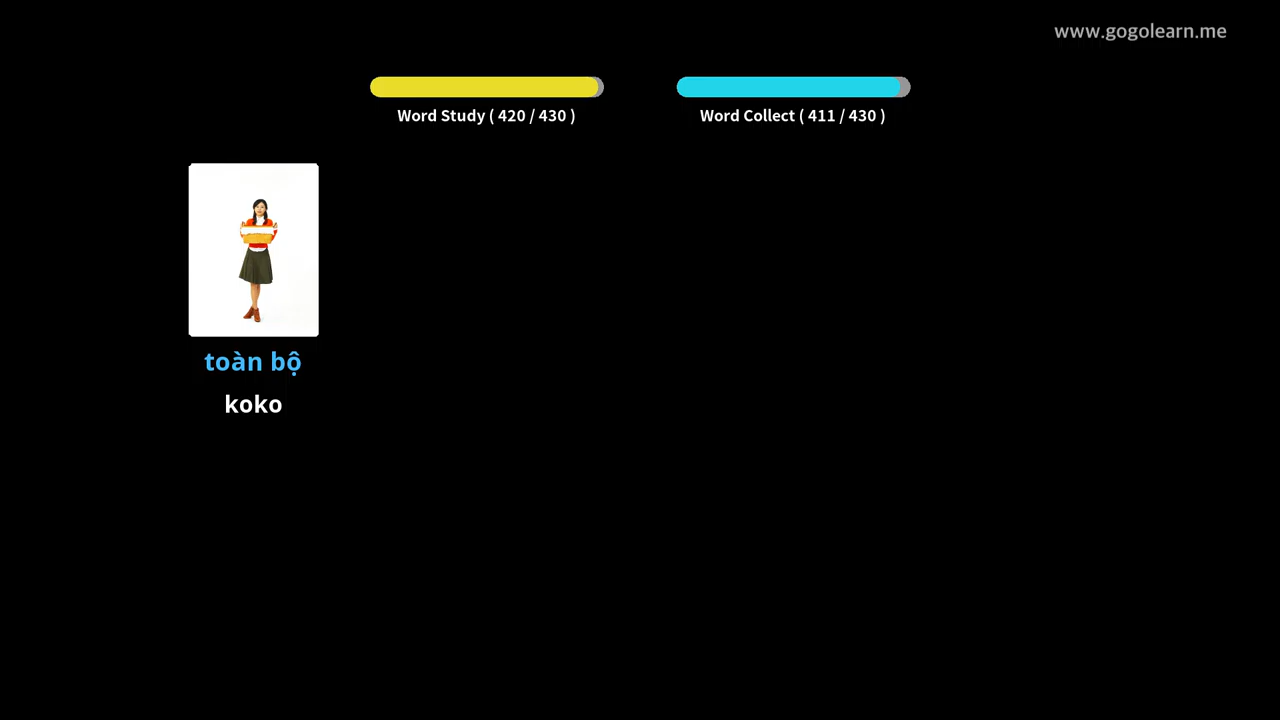 www.gogolearn.me
Word Study ( 420 / 430 )
Word Collect ( 411 / 430 )
toàn bộ
koko